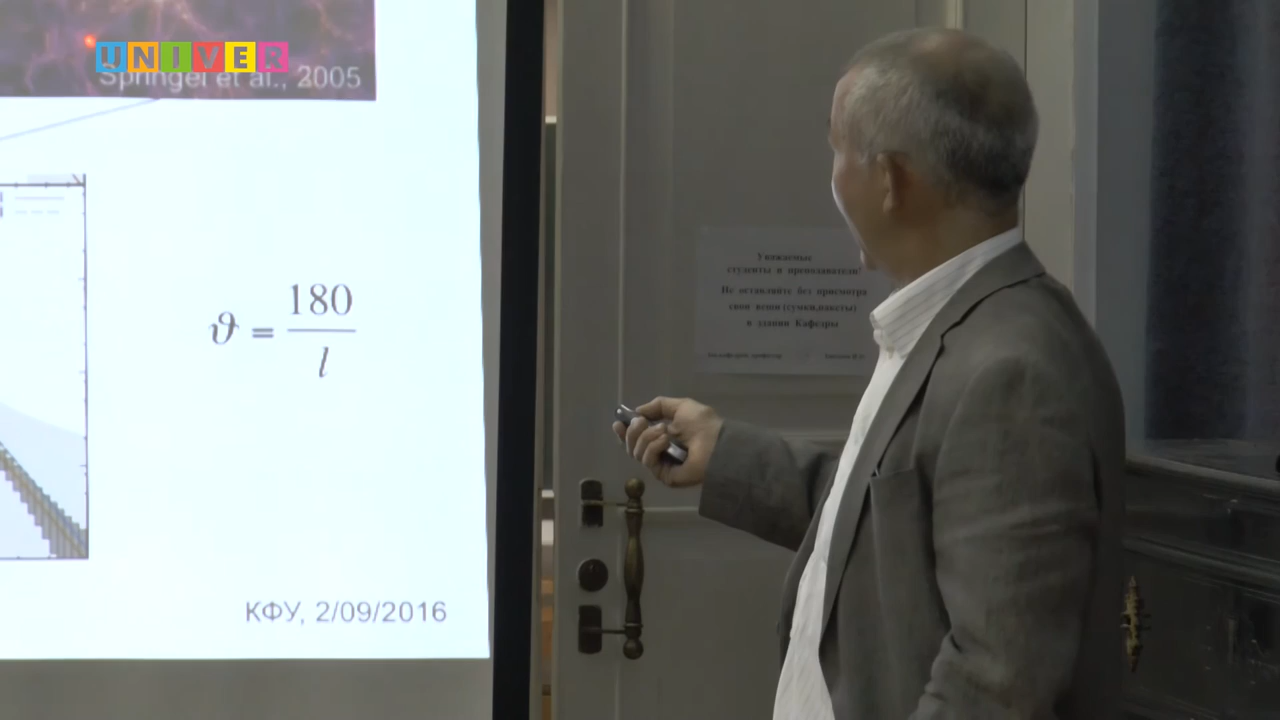 UNIVER
Springel et al., 2005
ϑ = 180 / l
КФУ, 2/09/2016
Уважаемые
студенты и преподаватели!
Не оставляйте без присмотра
свои вещи (сумки,пакеты)
в здании Кафедры